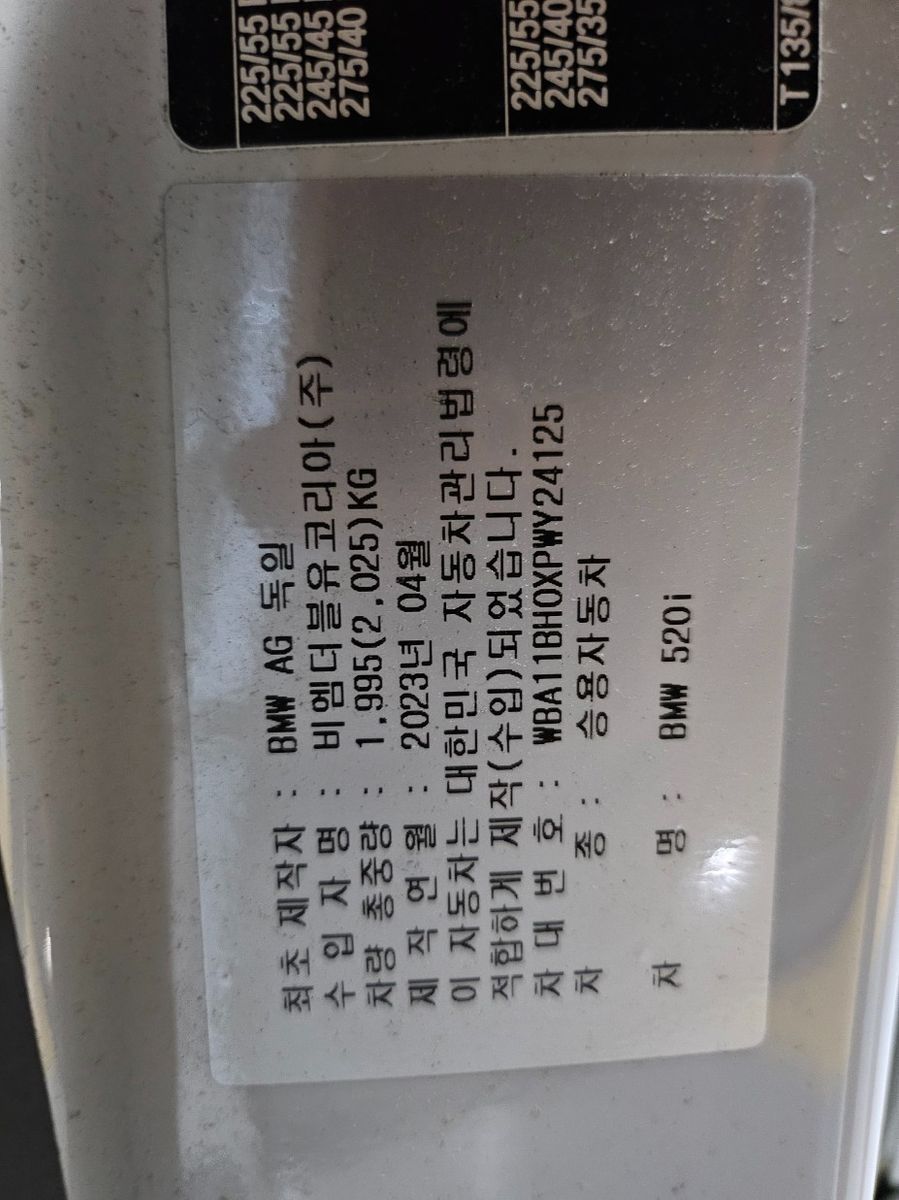 225/55
225/55
245/45
275/40
225/55
245/40
275/35
T 135/
최초 제작자 : BMW AG 독일
수 입 자 명 : 비엠더블유코리아(주)
차량 총중량 : 1,995(2,025)KG
제 작 연 월 : 2023년 04월
이 자동차는 대한민국 자동차관리법령에
적합하게 제작(수입)되었습니다.
차 대 번 호 : WBA11BH0XPWY24125
차 종 : 승용자동차
차 명 : BMW 520i